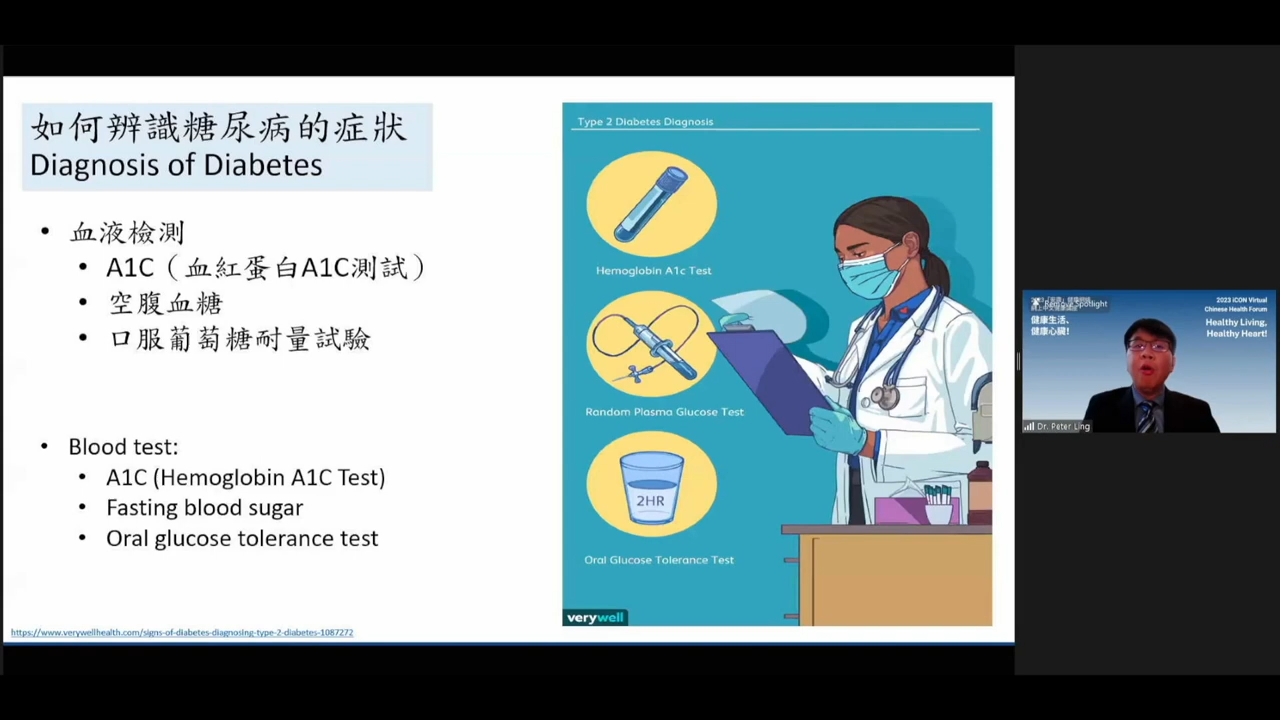 如何辨識糖尿病的症狀
Diagnosis of Diabetes
• 血液檢測
• A1C（血紅蛋白A1C測試）
• 空腹血糖
• 口服葡萄糖耐量試驗
• Blood test:
• A1C (Hemoglobin A1C Test)
• Fasting blood sugar
• Oral glucose tolerance test
https://www.verywellhealth.com/signs-of-diabetes-diagnosing-type-2-diabetes-1087272
Type 2 Diabetes Diagnosis
Hemoglobin A1c Test
Random Plasma Glucose Test
2HR
Oral Glucose Tolerance Test
verywell
Remove Spotlight
健康生活,
健康心臟!
2023 iCON Virtual
Chinese Health Forum
Healthy Living,
Healthy Heart!
Dr. Peter Ling